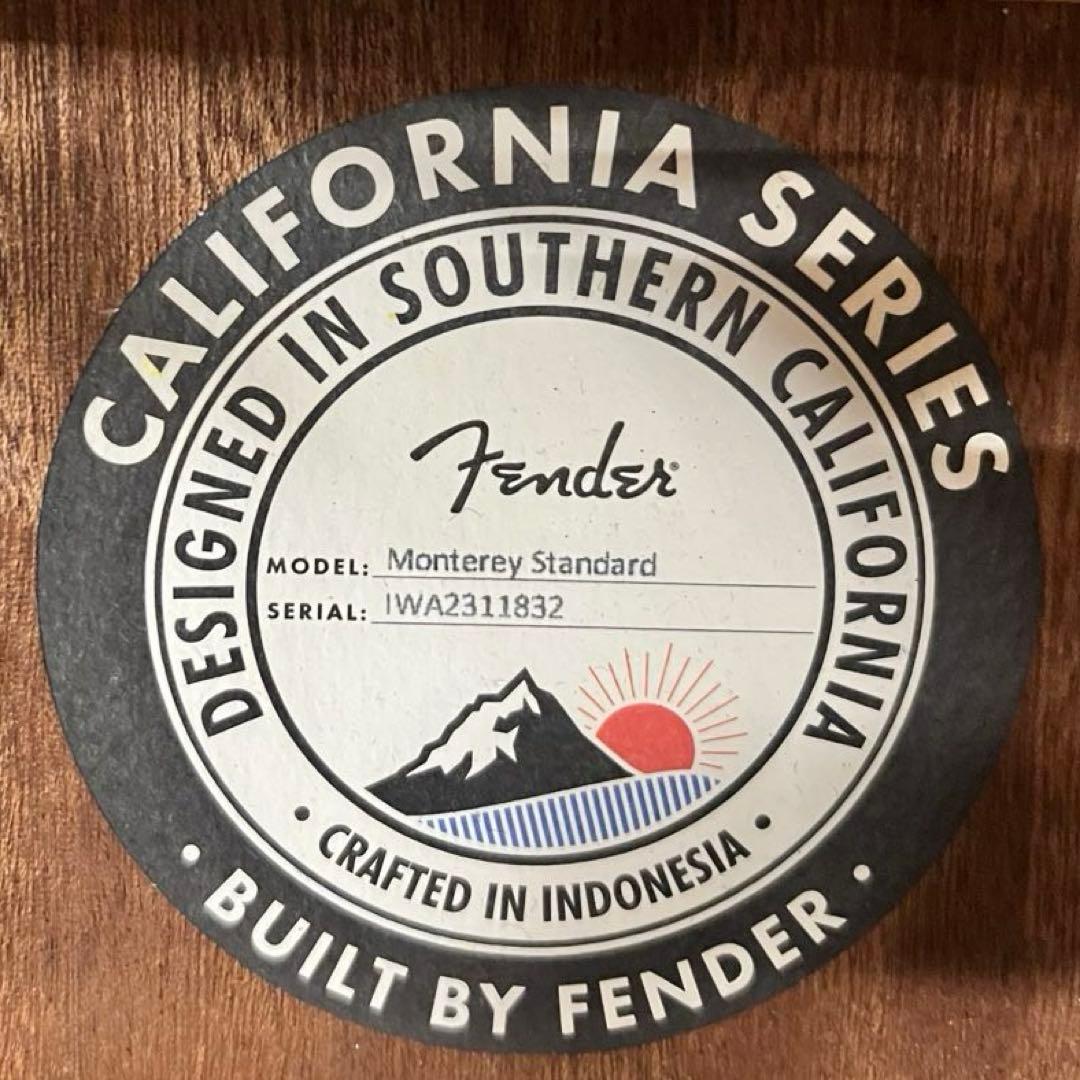 CALIFORNIA SERIES
DESIGNED IN SOUTHERN CALIFORNIA
Fender®
MODEL: Monterey Standard
SERIAL: IWA2311832
• CRAFTED IN INDONESIA •
• BUILT BY FENDER •